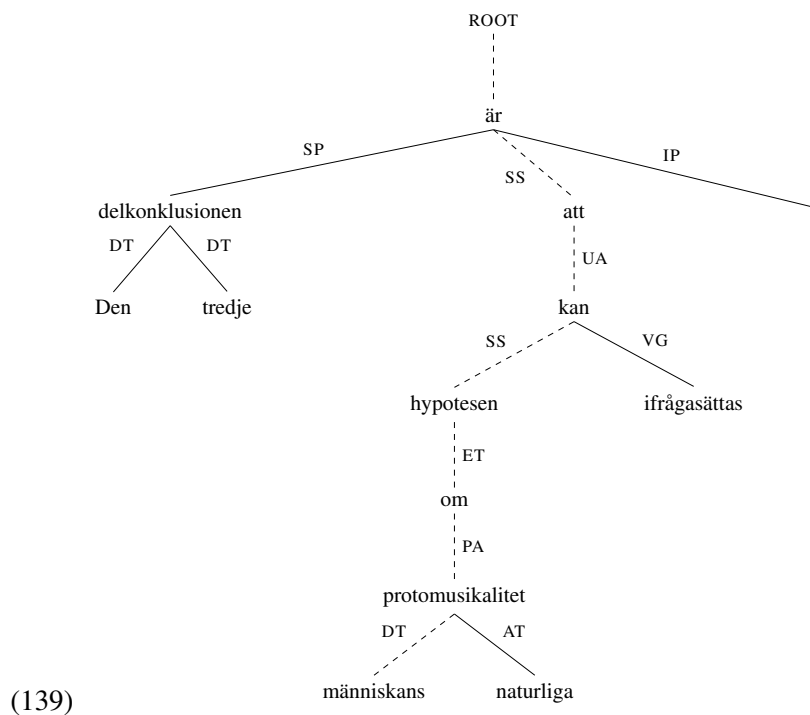 ROOT
är
SP
SS
IP
delkonklusionen
att
DT
DT
UA
Den
tredje
kan
SS
VG
hypotesen
ifrågasättas
ET
om
PA
protomusikalitet
DT
AT
människans
naturliga
(139)